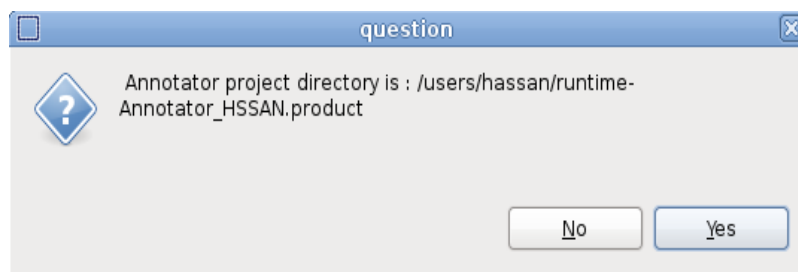 question
Annotator project directory is : /users/hassan/runtime-
Annotator_HSSAN.product
No
Yes